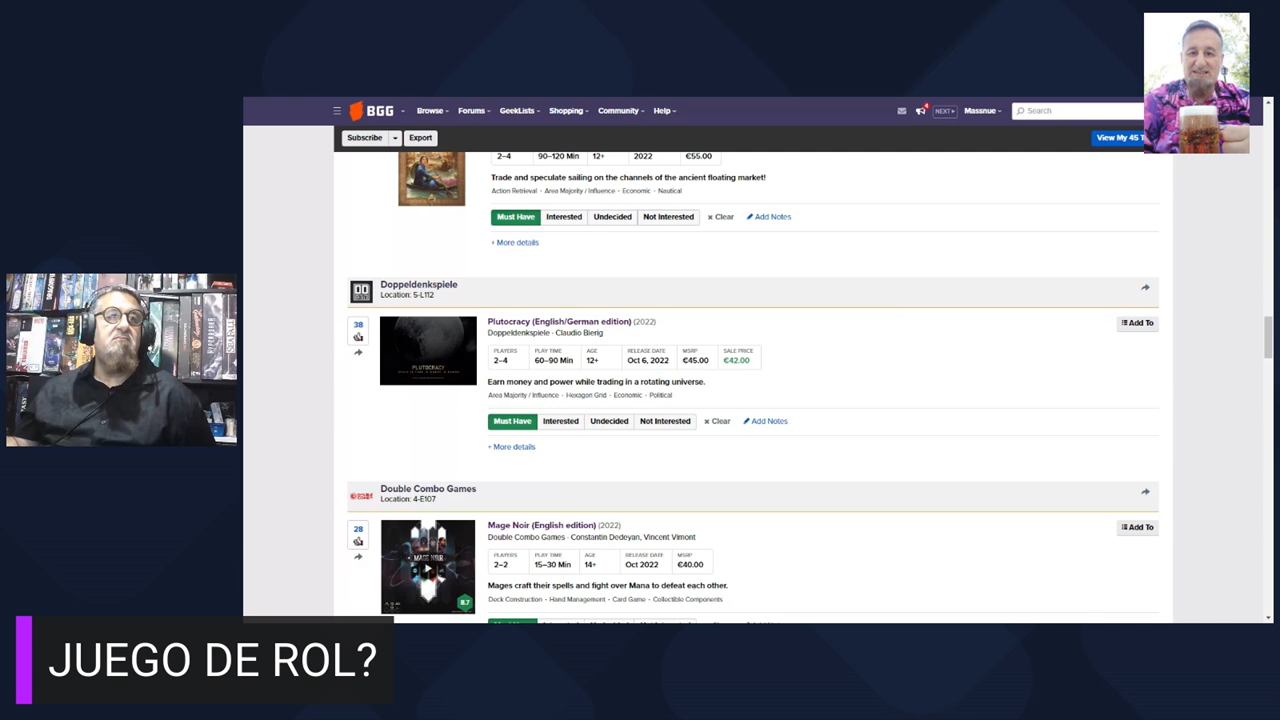 BGG Browse Forums GeekLists Shopping Community Help NEXT 4 Massnue Search
Subscribe Export View My 45 T
2–4 90–120 Min 12+ 2022 €55.00
Trade and speculate sailing on the channels of the ancient floating market!
Action Retrieval · Area Majority / Influence · Economic · Nautical
Must Have Interested Undecided Not Interested × Clear Add Notes
+ More details
Doppeldenkspiele
Location: 5-L112
38
Plutocracy (English/German edition) (2022)
Add To
Doppeldenkspiele · Claudio Bierig
PLAYERS PLAY TIME AGE RELEASE DATE MSRP SALE PRICE
2–4 60–90 Min 12+ Oct 6, 2022 €45.00 €42.00
PLUTOCRACY
Earn money and power while trading in a rotating universe.
Area Majority / Influence · Hexagon Grid · Economic · Political
Must Have Interested Undecided Not Interested × Clear Add Notes
+ More details
Double Combo Games
Location: 4-E107
28
Mage Noir (English edition) (2022)
Add To
Double Combo Games · Constantin Dedeyan, Vincent Vimont
PLAYERS PLAY TIME AGE RELEASE DATE MSRP
2–2 15–30 Min 14+ Oct 2022 €40.00
MAGE NOIR
Mages craft their spells and fight over Mana to defeat each other.
Deck Construction · Hand Management · Card Game · Collectible Components
8.7
JUEGO DE ROL?